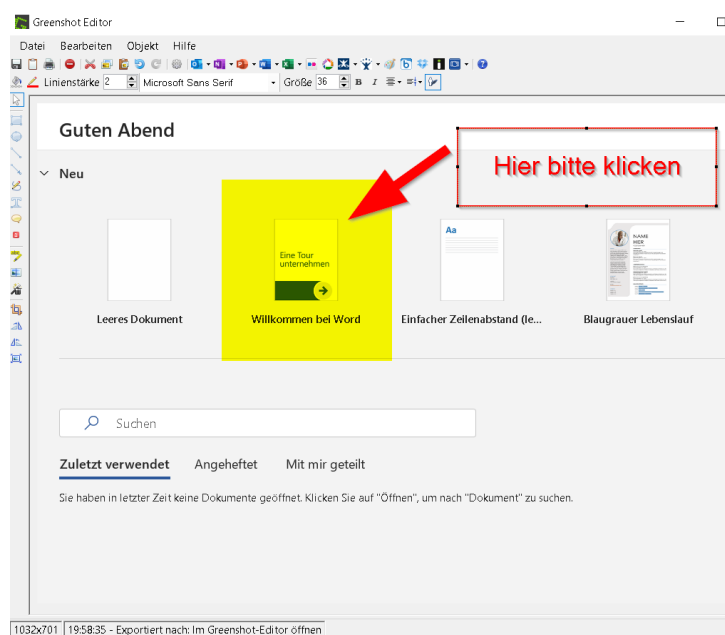 Greenshot Editor
Datei Bearbeiten Objekt Hilfe
Linienstärke 2 Microsoft Sans Serif Größe 36 B I
Guten Abend
Hier bitte klicken
Neu
Eine Tour
unternehmen
Aa
NAME
HIER
Leeres Dokument Willkommen bei Word Einfacher Zeilenabstand (le... Blaugrauer Lebenslauf
Suchen
Zuletzt verwendet Angeheftet Mit mir geteilt
Sie haben in letzter Zeit keine Dokumente geöffnet. Klicken Sie auf "Öffnen", um nach "Dokument" zu suchen.
1032x701 19:58:35 - Exportiert nach: Im Greenshot-Editor öffnen